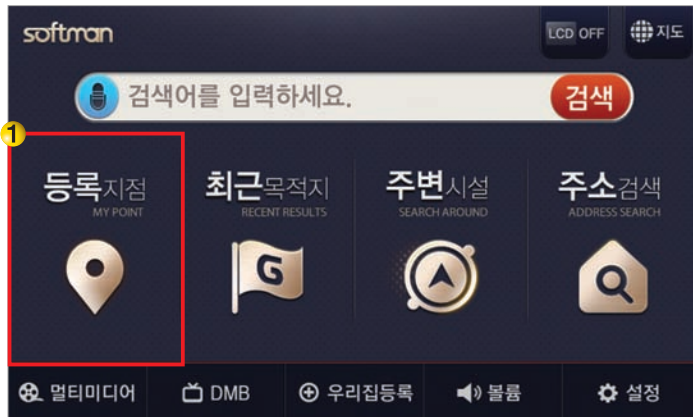 softman
LCD OFF 지도
검색어를 입력하세요. 검색
1
등록지점 최근목적지 주변시설 주소검색
MY POINT RECENT RESULTS SEARCH AROUND ADDRESS SEARCH
G
멀티미디어 DMB 우리집등록 볼륨 설정